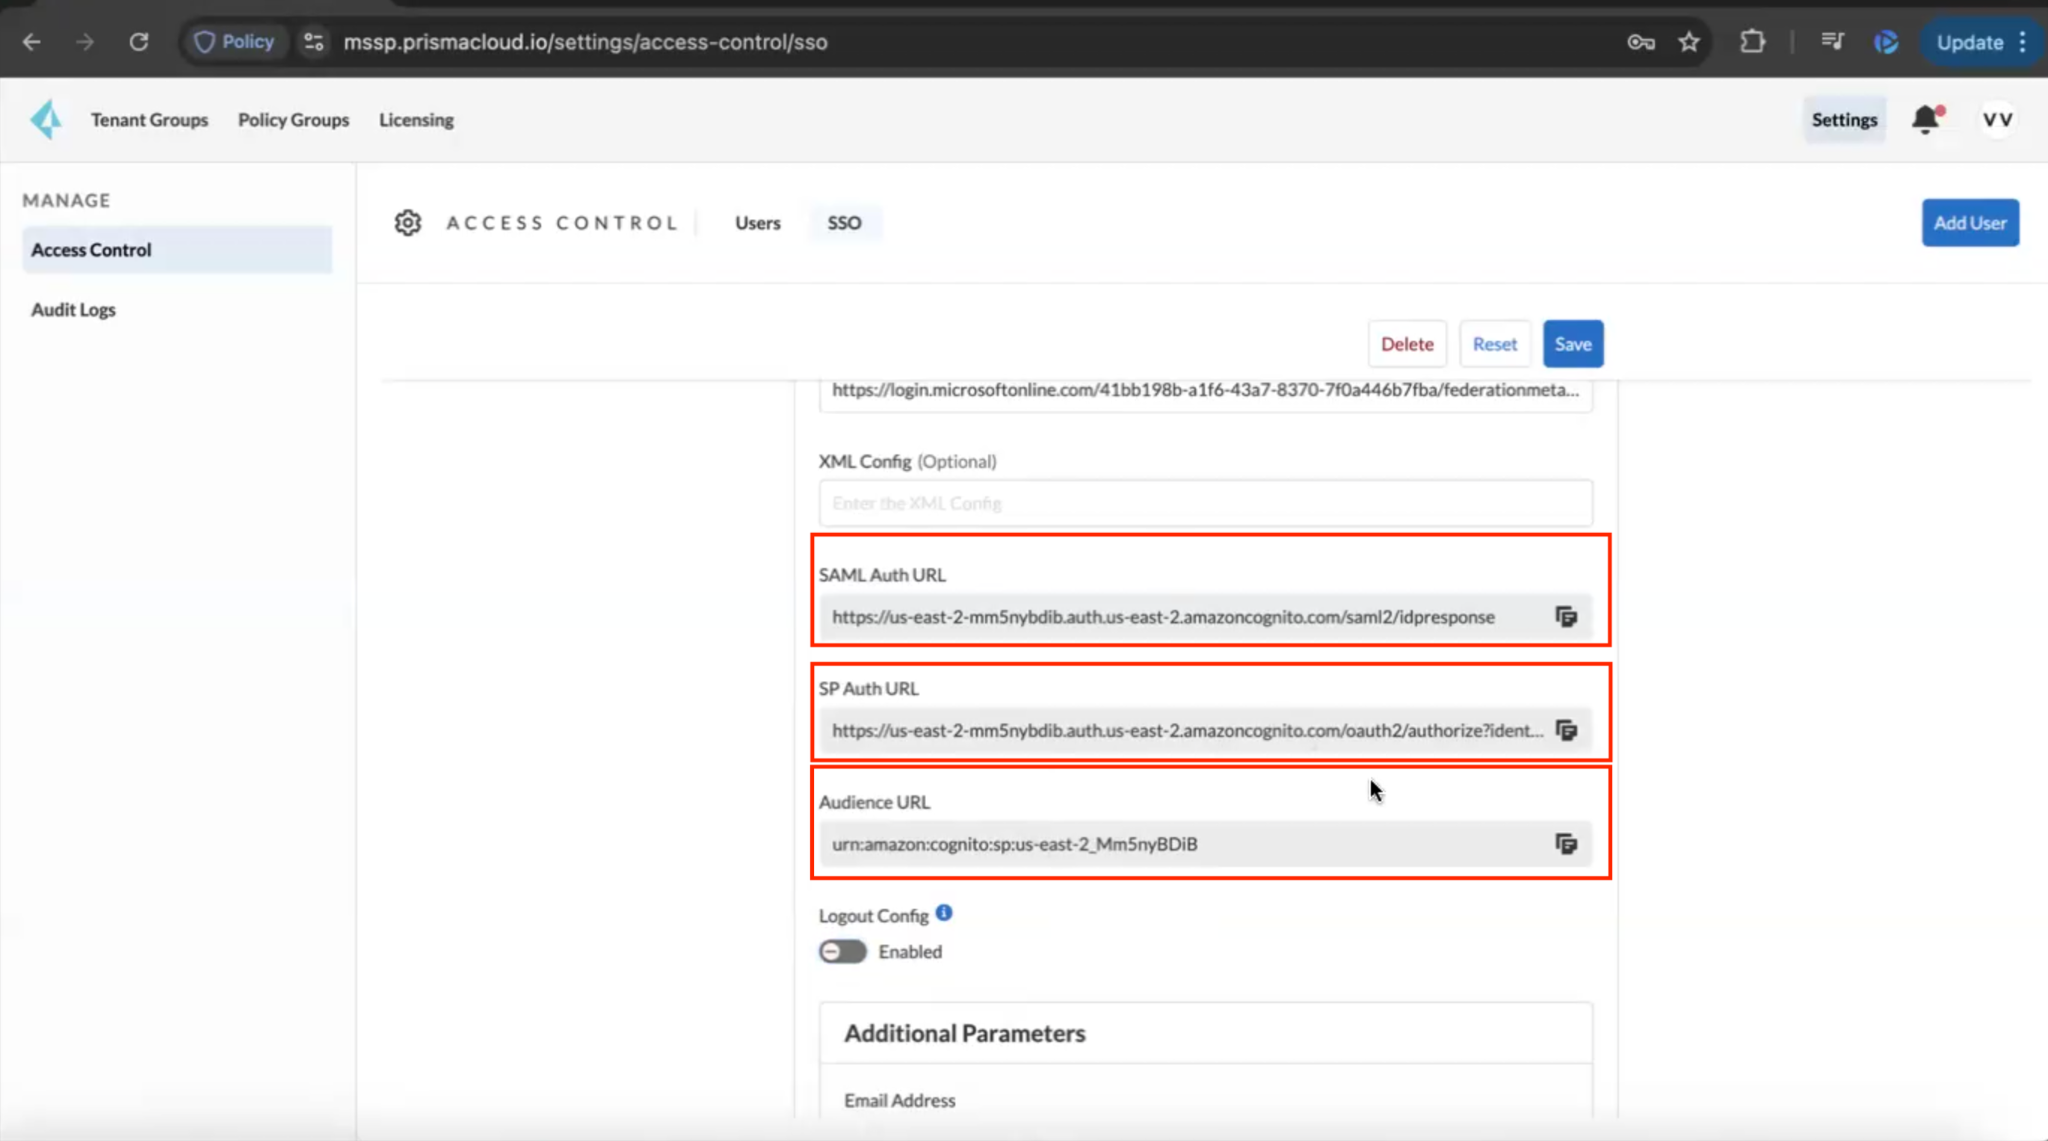 Policy
mssp.prismacloud.io/settings/access-control/sso
Update
Tenant Groups
Policy Groups
Licensing
Settings
V V
MANAGE
Access Control
Audit Logs
ACCESS CONTROL
Users
SSO
Add User
Delete
Reset
Save
https://login.microsoftonline.com/41bb198b-a1f6-43a7-8370-7f0a446b7fba/federationmeta...
XML Config (Optional)
Enter the XML Config
SAML Auth URL
https://us-east-2-mm5nybdib.auth.us-east-2.amazoncognito.com/saml2/idpresponse
SP Auth URL
https://us-east-2-mm5nybdib.auth.us-east-2.amazoncognito.com/oauth2/authorize?ident...
Audience URL
urn:amazon:cognito:sp:us-east-2_Mm5nyBDiB
Logout Config
Enabled
Additional Parameters
Email Address